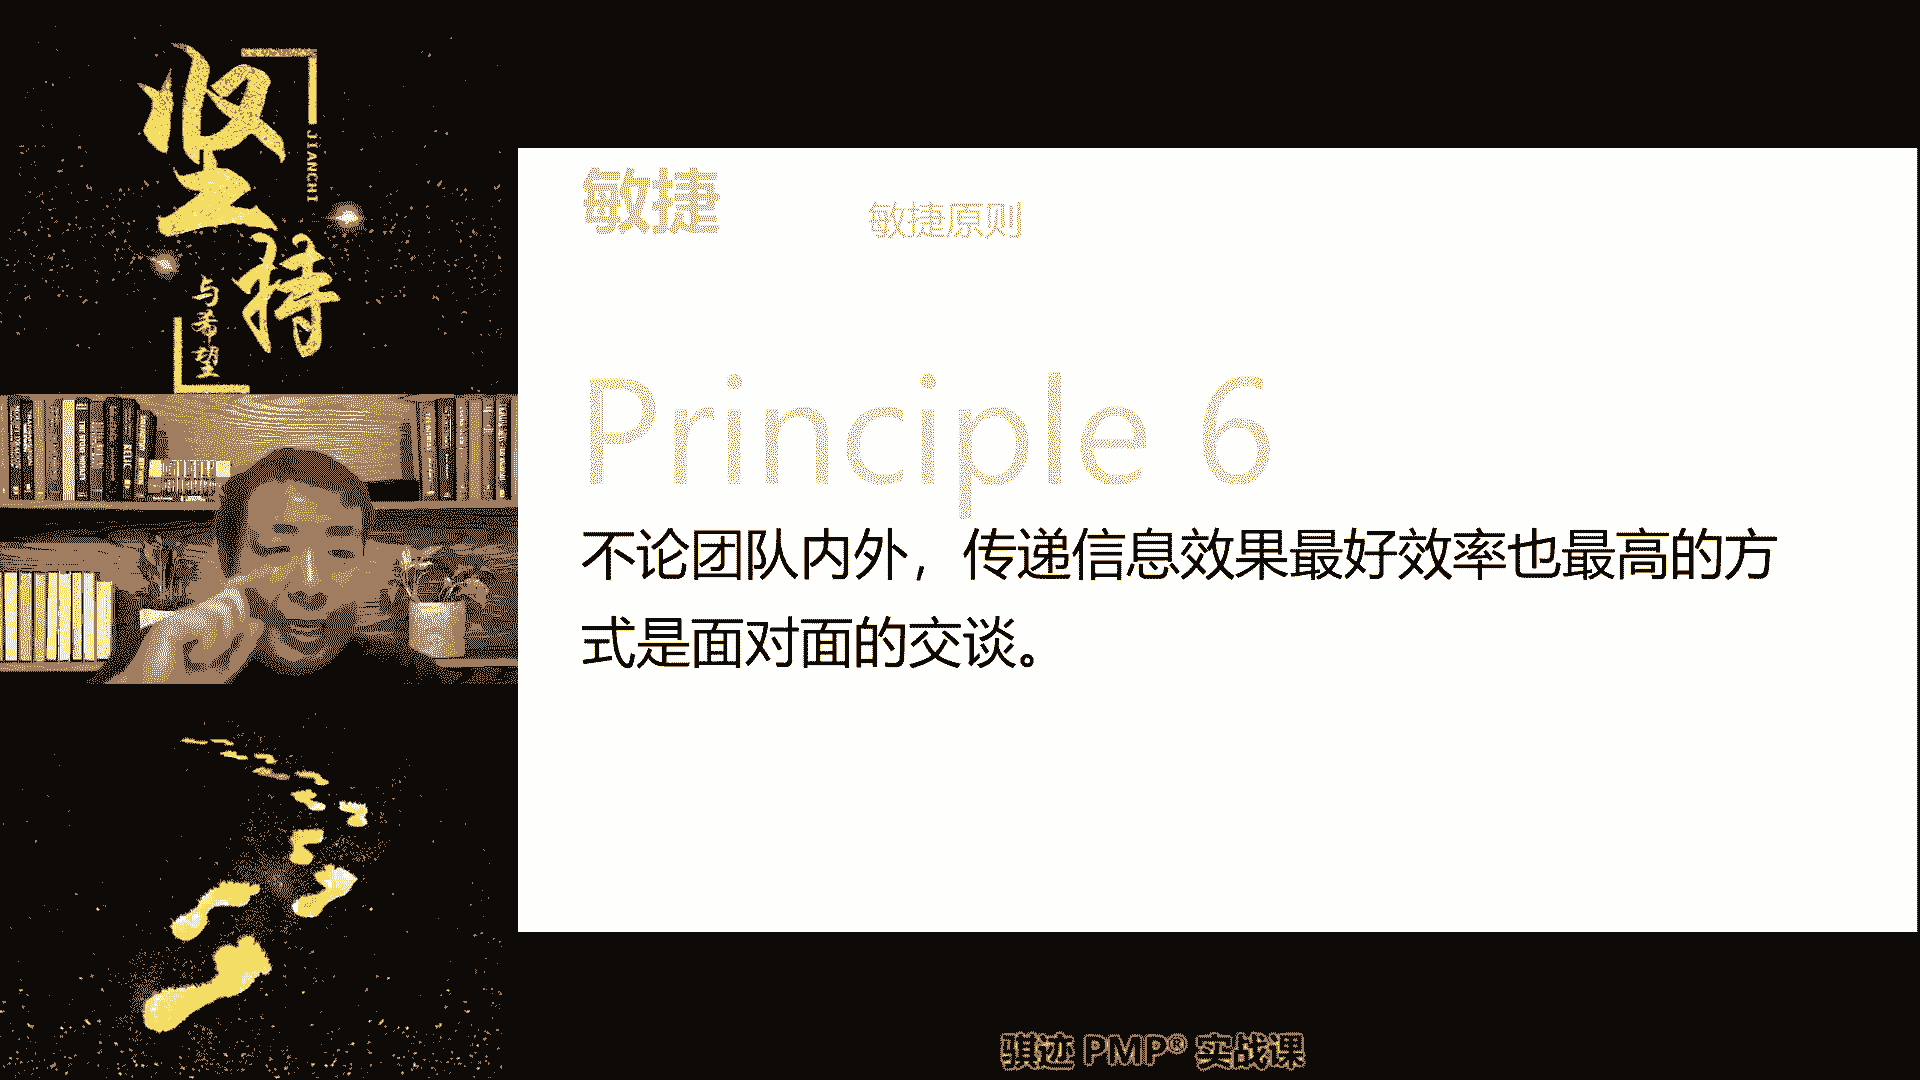 坚持
JIANCHI
与希望
敏捷
敏捷原则
Principle 6
不论团队内外，传递信息效果最好效率也最高的方
式是面对面的交谈。
骐迹 PMP® 实战课